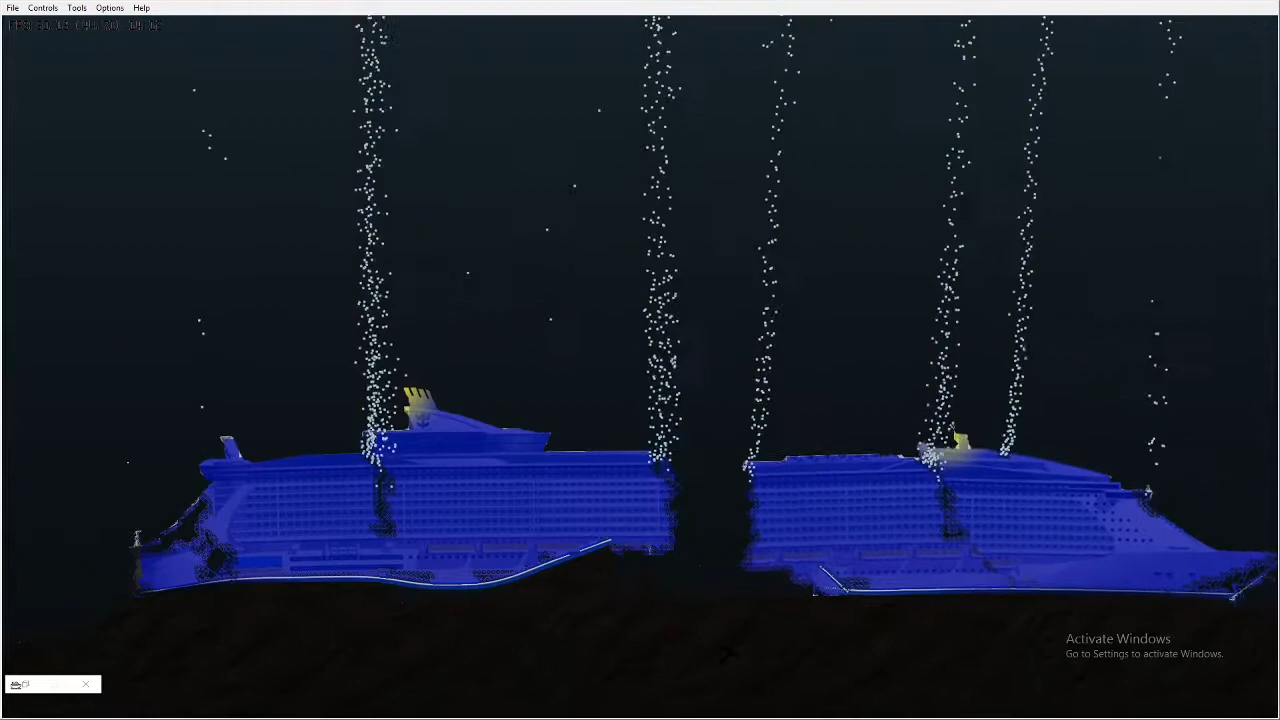 File Controls Tools Options Help
Activate Windows
Go to Settings to activate Windows.